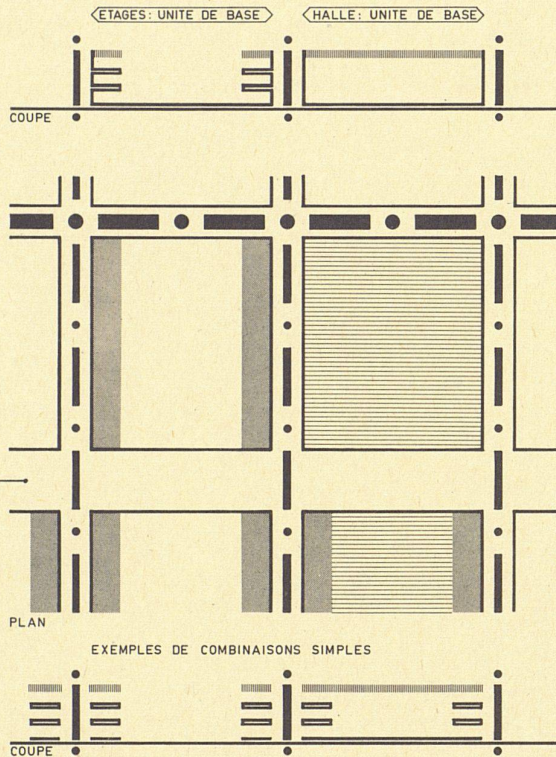 ETAGES: UNITE DE BASE
HALLE: UNITE DE BASE
COUPE
PLAN
EXEMPLES DE COMBINAISONS SIMPLES
COUPE